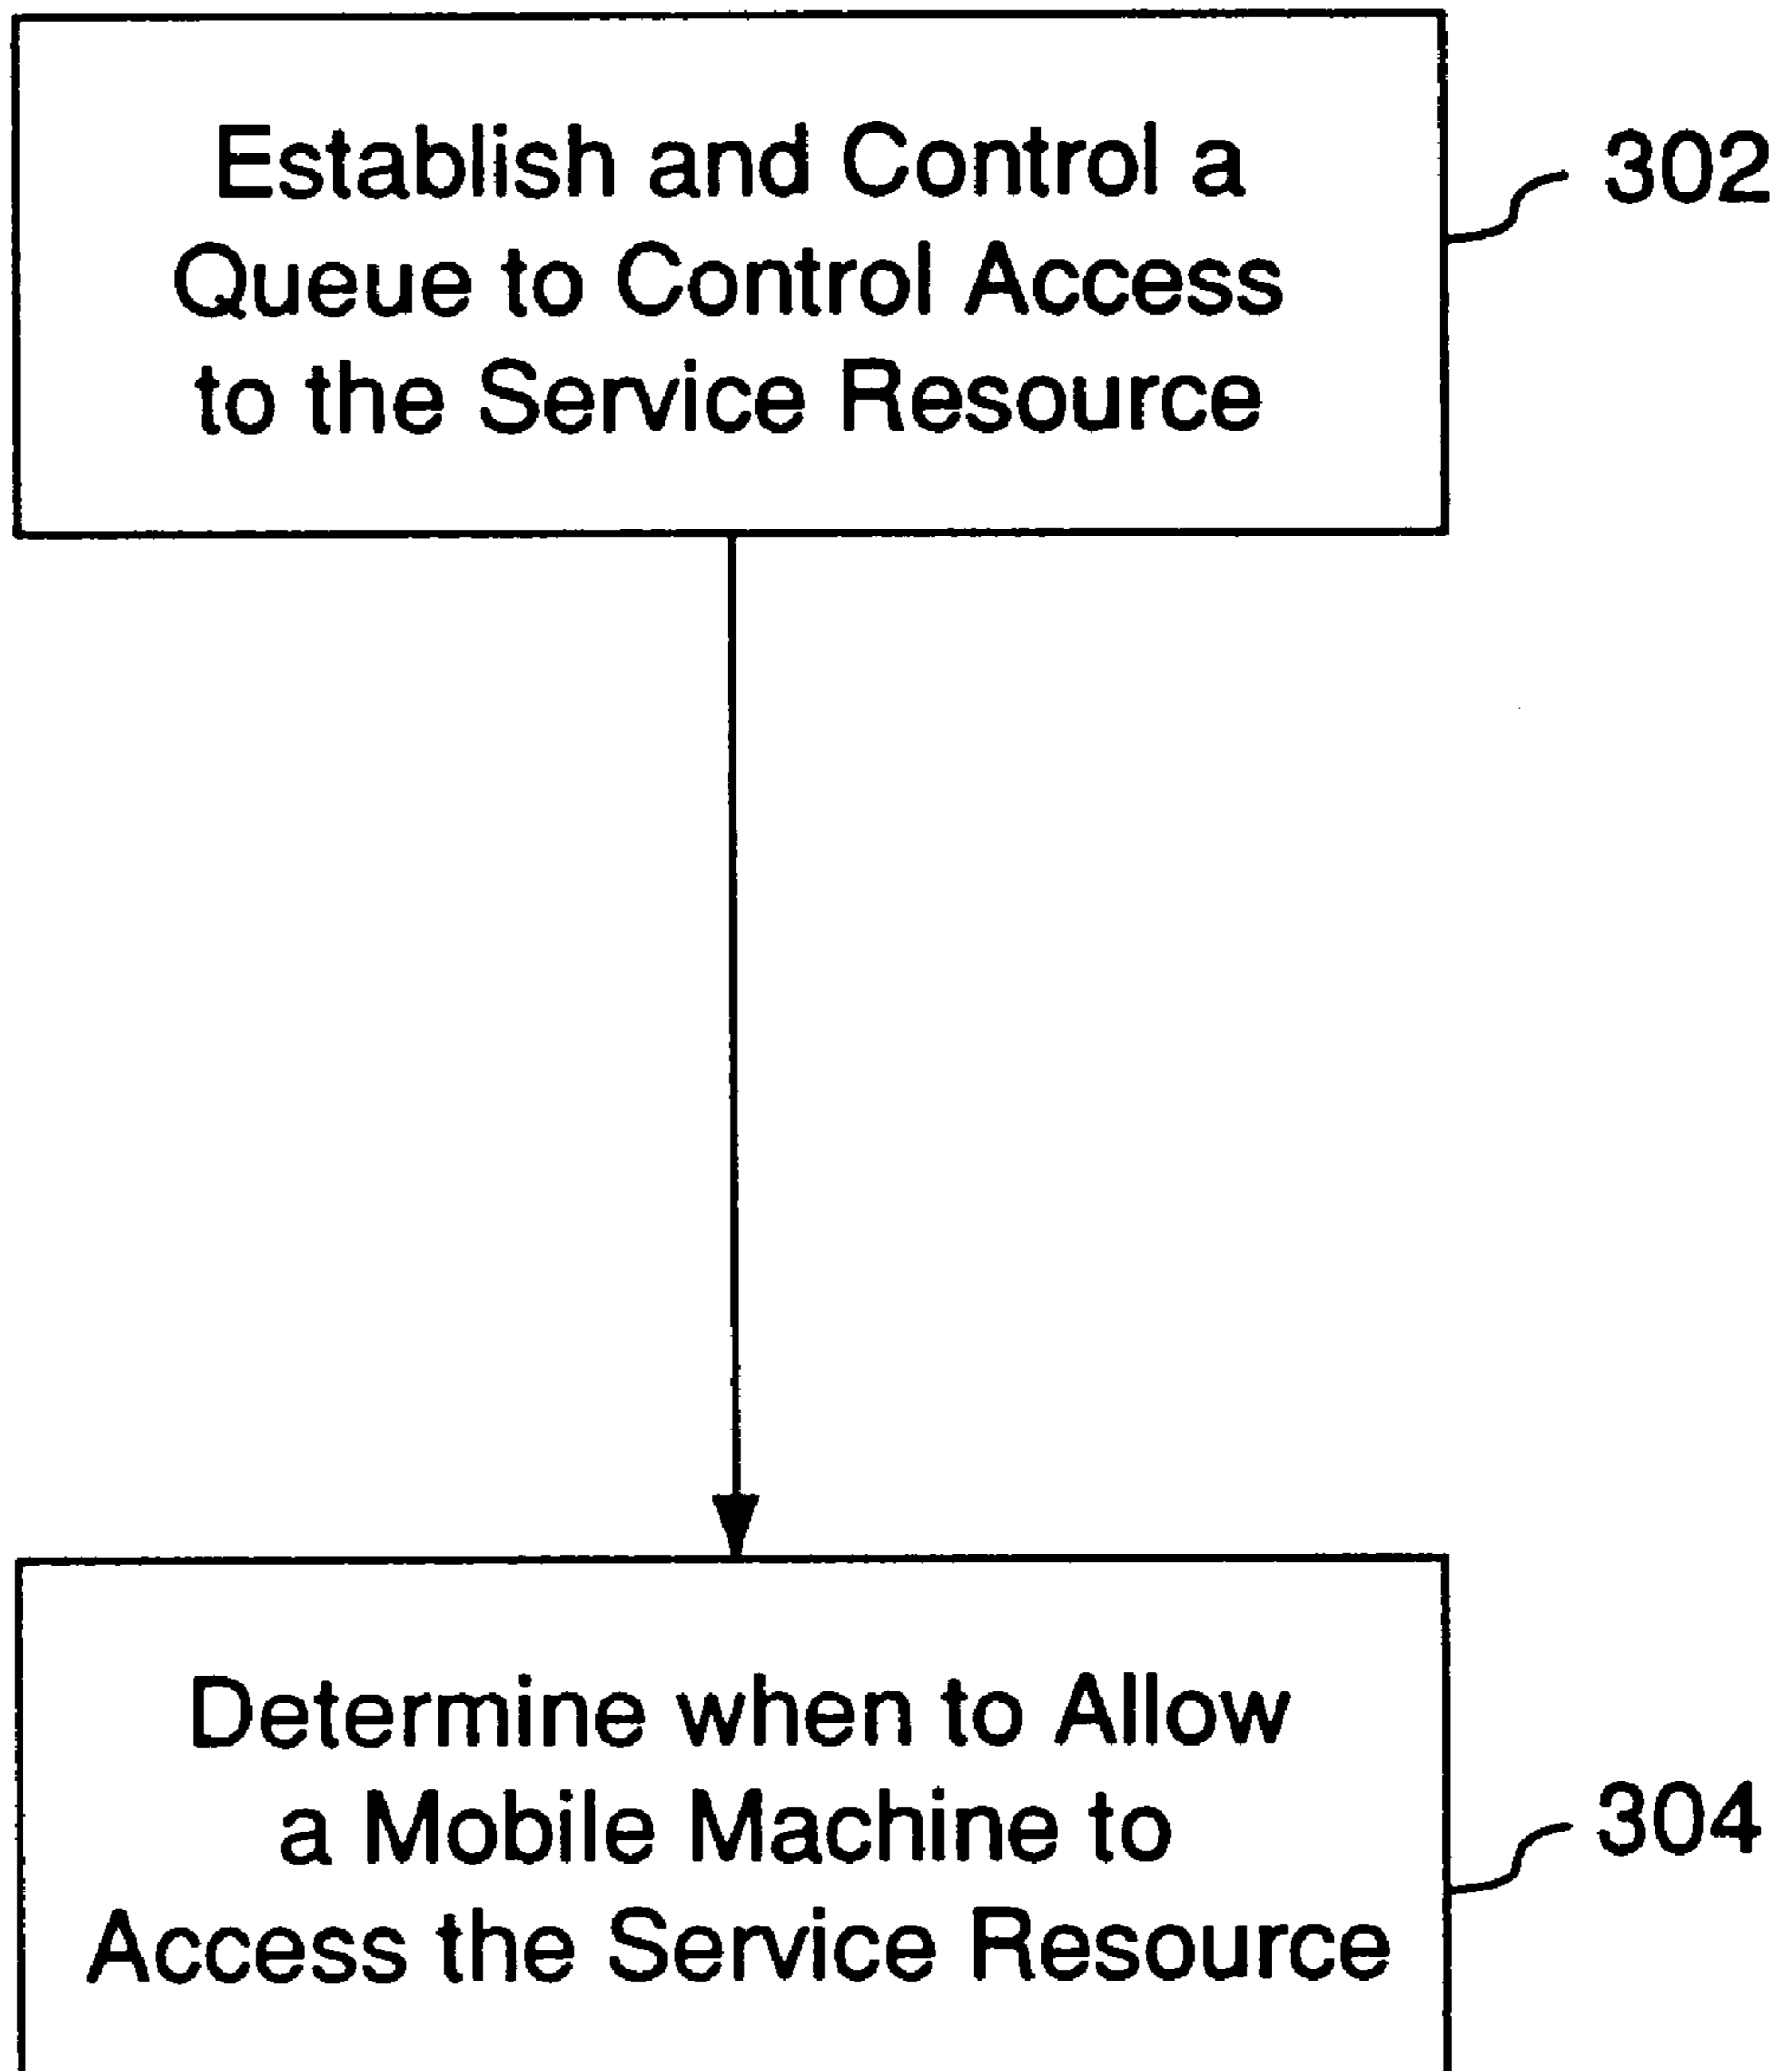 Establish and Control a
Queue to Control Access
to the Service Resource
302
Determine when to Allow
a Mobile Machine to
Access the Service Resource
304